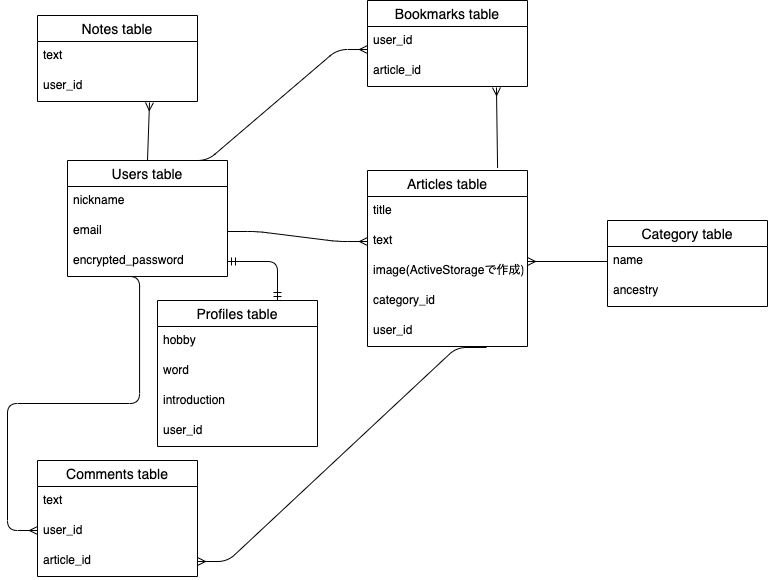 Notes table
text
user_id
Bookmarks table
user_id
article_id
Users table
nickname
email
encrypted_password
Articles table
title
text
image(ActiveStorageで作成)
category_id
user_id
Category table
name
ancestry
Profiles table
hobby
word
introduction
user_id
Comments table
text
user_id
article_id